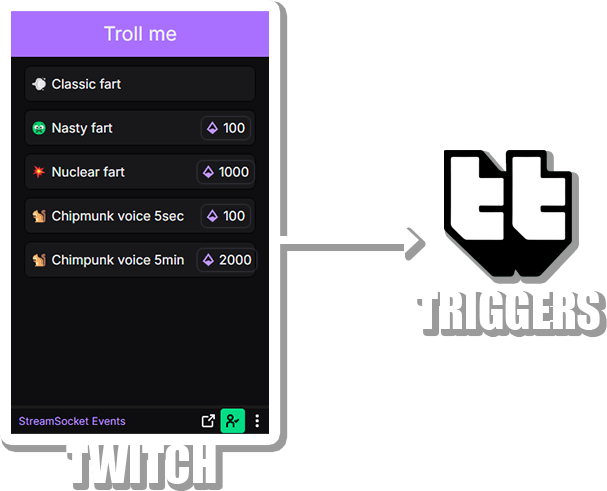 Troll me
Classic fart
Nasty fart 100
Nuclear fart 1000
Chipmunk voice 5sec 100
Chimpunk voice 5min 2000
StreamSocket Events
TWITCH
tt
TRIGGERS